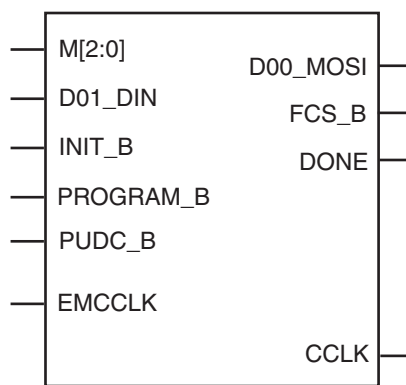 M[2:0]
D01_DIN
INIT_B
PROGRAM_B
PUDC_B
EMCCLK
D00_MOSI
FCS_B
DONE
CCLK